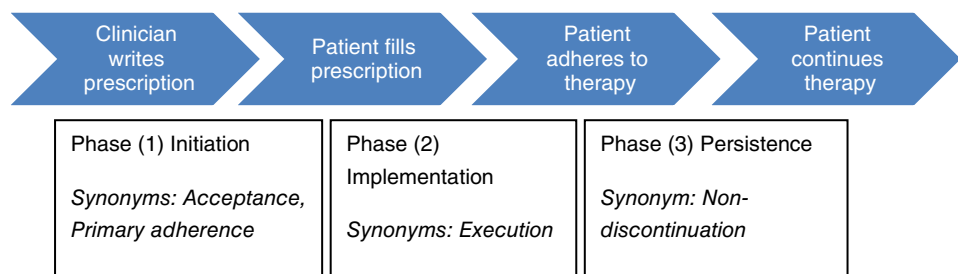 Clinician
writes
prescription
Patient fills
prescription
Patient
adheres to
therapy
Patient
continues
therapy
Phase (1) Initiation
Synonyms: Acceptance,
Primary adherence
Phase (2)
Implementation
Synonyms: Execution
Phase (3) Persistence
Synonym: Non-
discontinuation